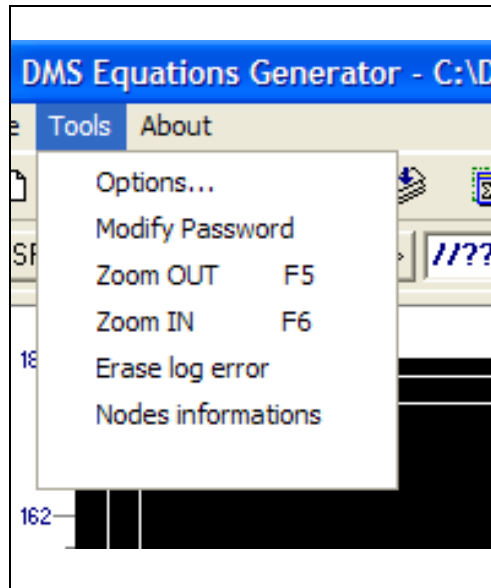 DMS Equations Generator - C:\D
e Tools About
Options...
Modify Password
//??
Zoom OUT F5
Zoom IN F6
18
Erase log error
Nodes informations
162